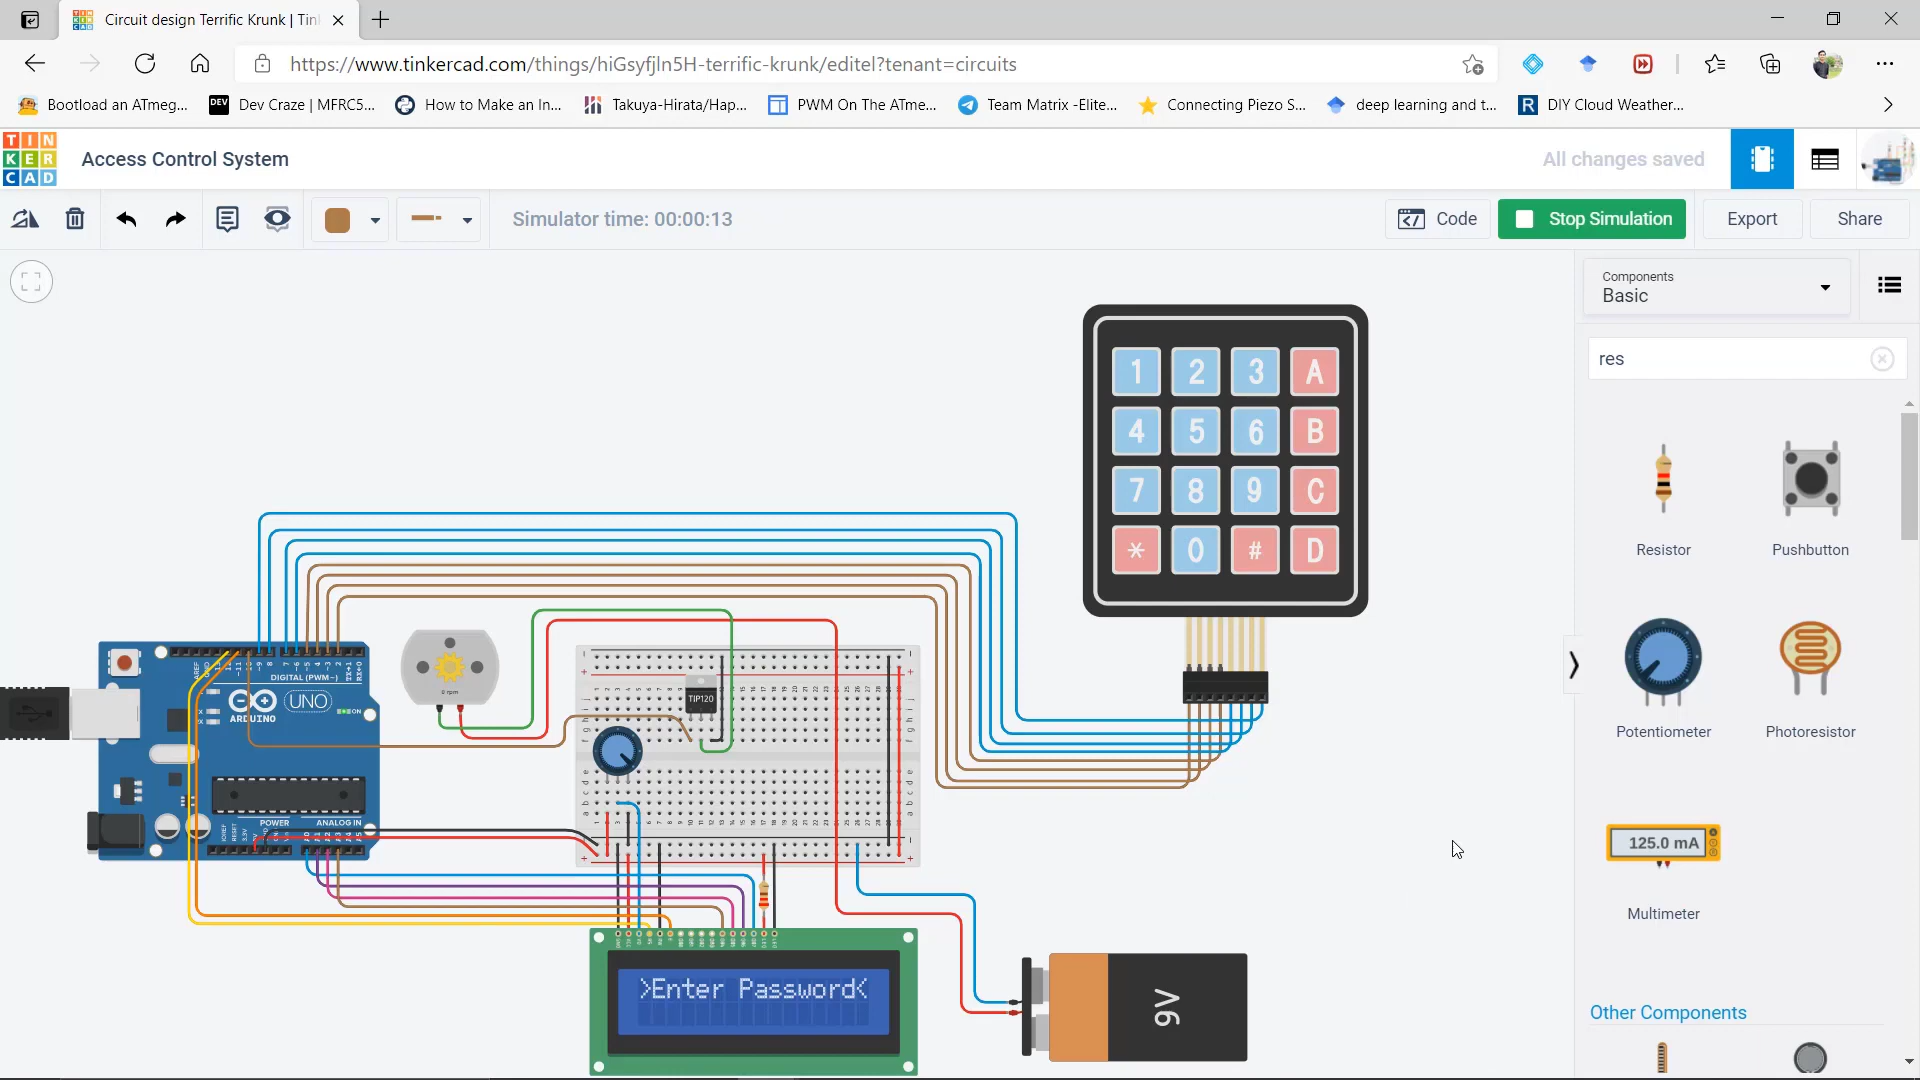 Circuit design Terrific Krunk | Tin
https://www.tinkercad.com/things/hiGsyfjIn5H-terrific-krunk/editel?tenant=circuits
Bootload an ATmeg...
DEV
Dev Craze | MFRC5...
How to Make an In...
Takuya-Hirata/Hap...
PWM On The ATme...
Team Matrix -Elite...
Connecting Piezo S...
deep learning and t...
R
DIY Cloud Weather...
TIN
KER
CAD
Access Control System
All changes saved
Simulator time: 00:00:13
Code
Stop Simulation
Export
Share
Components
Basic
res
1 2 3 A
4 5 6 B
7 8 9 C
* 0 # D
Resistor
Pushbutton
Potentiometer
Photoresistor
125.0 mA
Multimeter
Other Components
DIGITAL (PWM~)
UNO
ARDUINO
ON
POWER
ANALOG IN
0 rpm
TIP120
>Enter Password<
9V